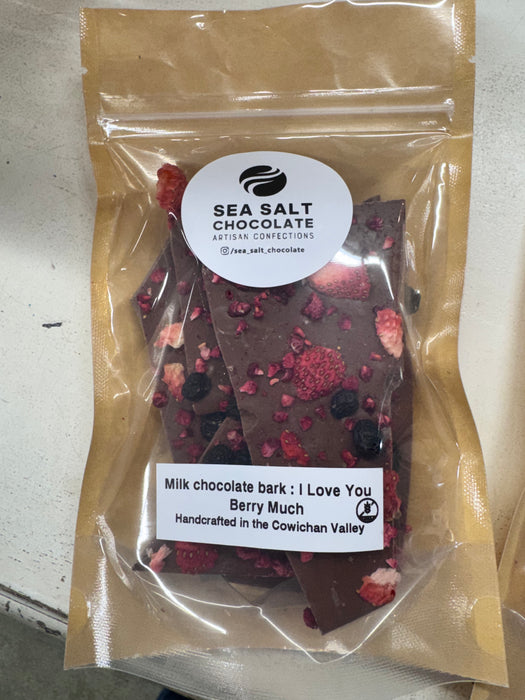 SEA SALT
CHOCOLATE
ARTISAN CONFECTIONS
/sea_salt_chocolate
Milk chocolate bark : I Love You
Berry Much
Handcrafted in the Cowichan Valley